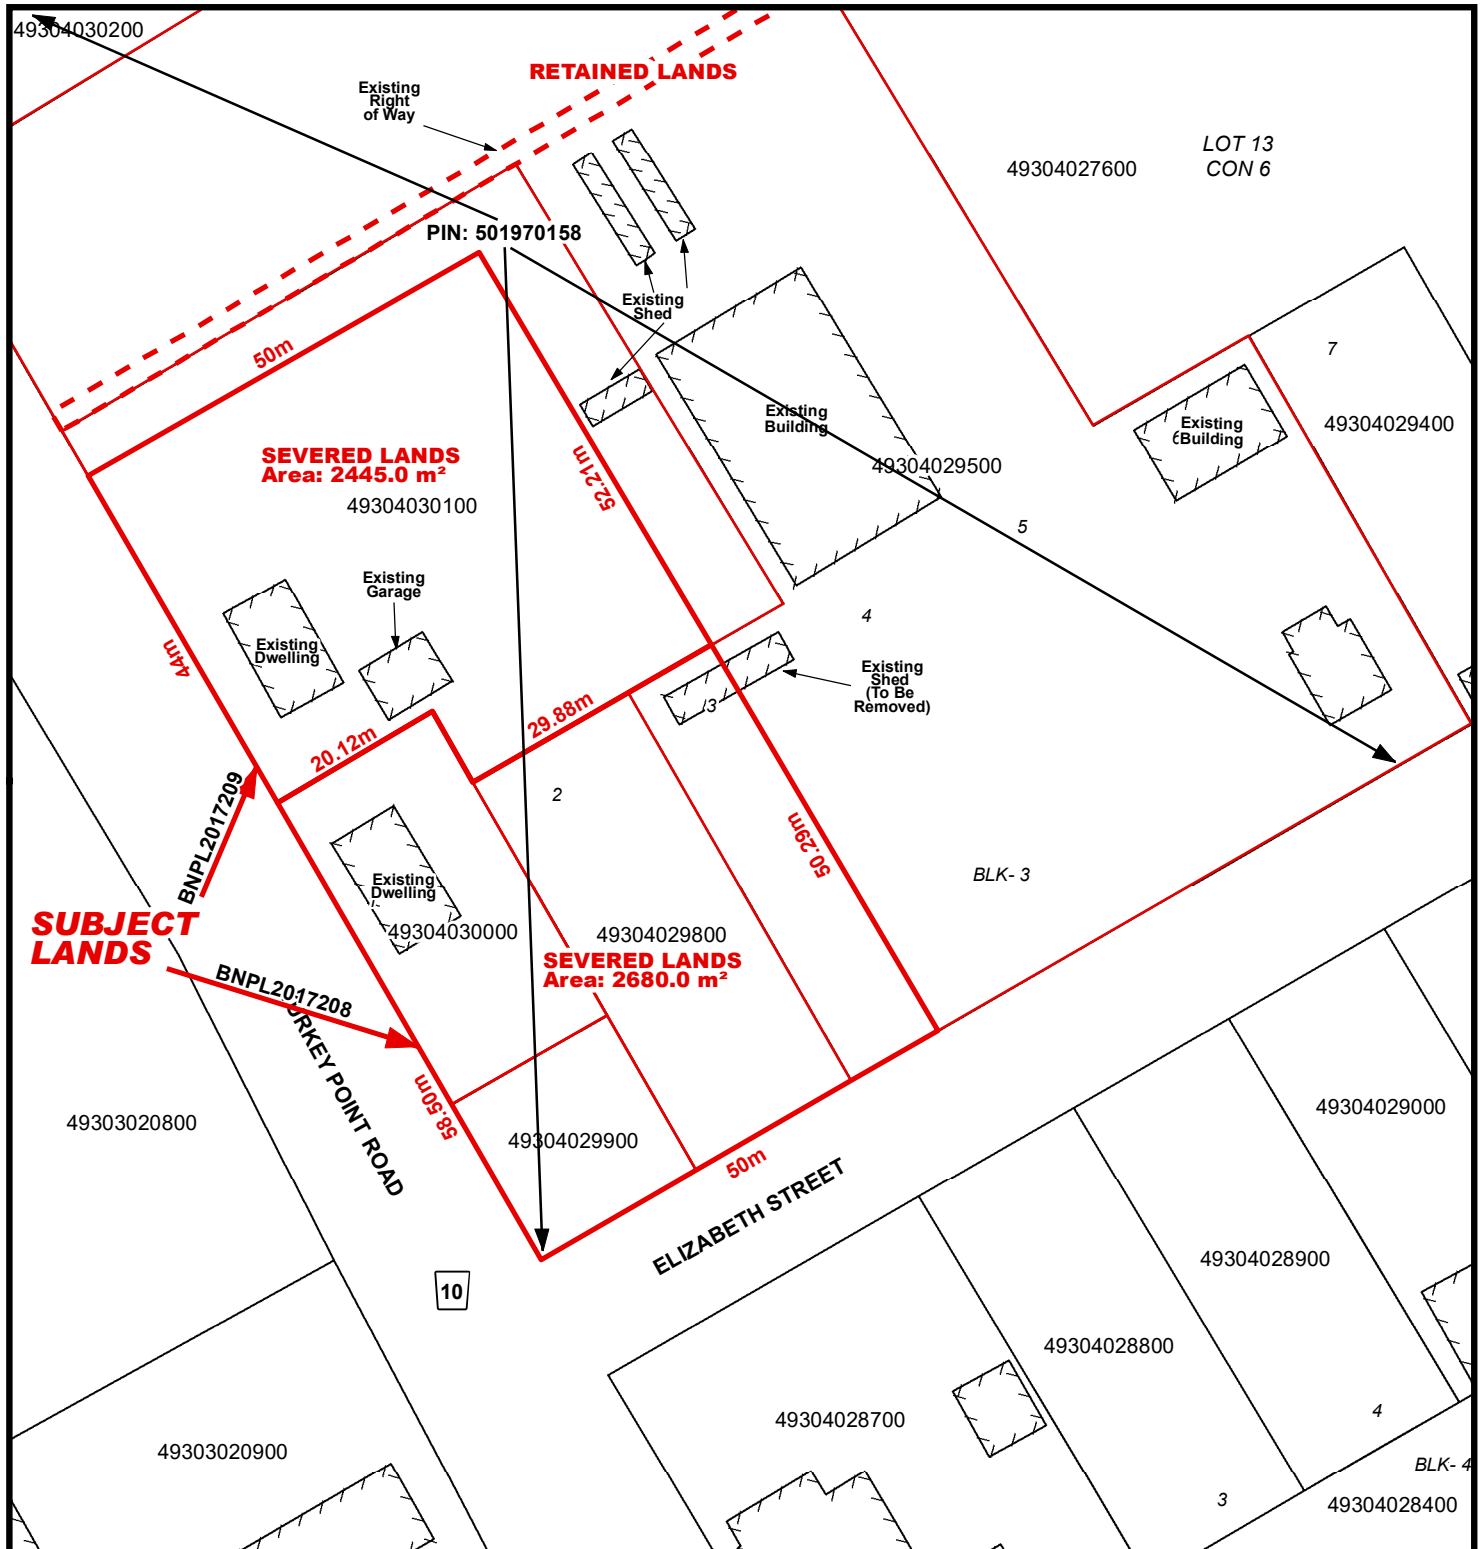 49304030200
RETAINED LANDS
Existing
Right
of Way
LOT 13
CON 6
49304027600
PIN: 501970158
Existing
Shed
50m
7
Existing
Building
6
Existing
Building
49304029400
SEVERED LANDS
Area: 2445.0 m²
52.21m
49304029500
49304030100
5
Existing
Garage
4
Existing
Dwelling
44m
Existing
Shed
(To Be
Removed)
3
29.88m
20.12m
2
BNPL2017209
50.29m
BLK- 3
Existing
Dwelling
SUBJECT
LANDS
49304030000
49304029800
SEVERED LANDS
Area: 2680.0 m²
BNPL2017208
URKEY POINT ROAD
58.50m
49303020800
49304029900
49304029000
50m
ELIZABETH STREET
10
49304028900
49304028800
49304028700
4
49303020900
BLK- 4
3
49304028400